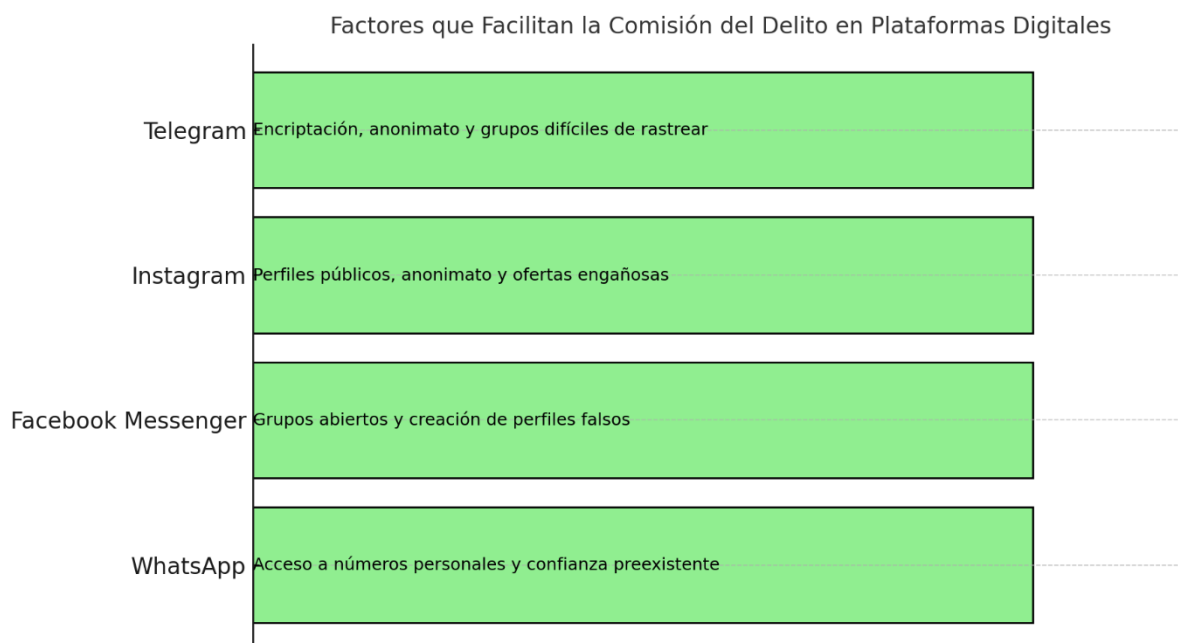 Factores que Facilitan la Comisión del Delito en Plataformas Digitales
Telegram
Encriptación, anonimato y grupos difíciles de rastrear
Instagram
Perfiles públicos, anonimato y ofertas engañosas
Facebook Messenger
Grupos abiertos y creación de perfiles falsos
WhatsApp
Acceso a números personales y confianza preexistente